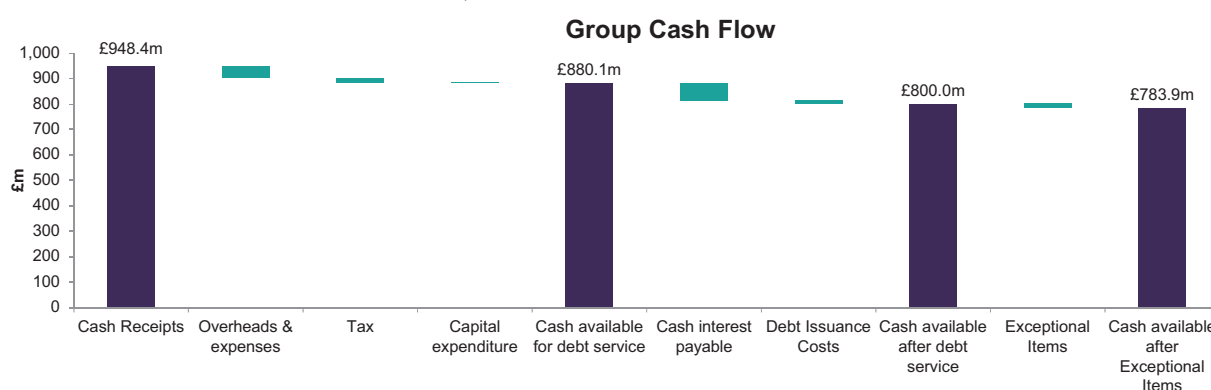 Group Cash Flow
£m
1,000
900
800
700
600
500
400
300
200
100
0
£948.4m
£880.1m
£800.0m
£783.9m
Cash Receipts
Overheads &
expenses
Tax
Capital
expenditure
Cash available
for debt service
Cash interest
payable
Debt Issuance
Costs
Cash available
after debt
service
Exceptional
Items
Cash available
after
Exceptional
Items